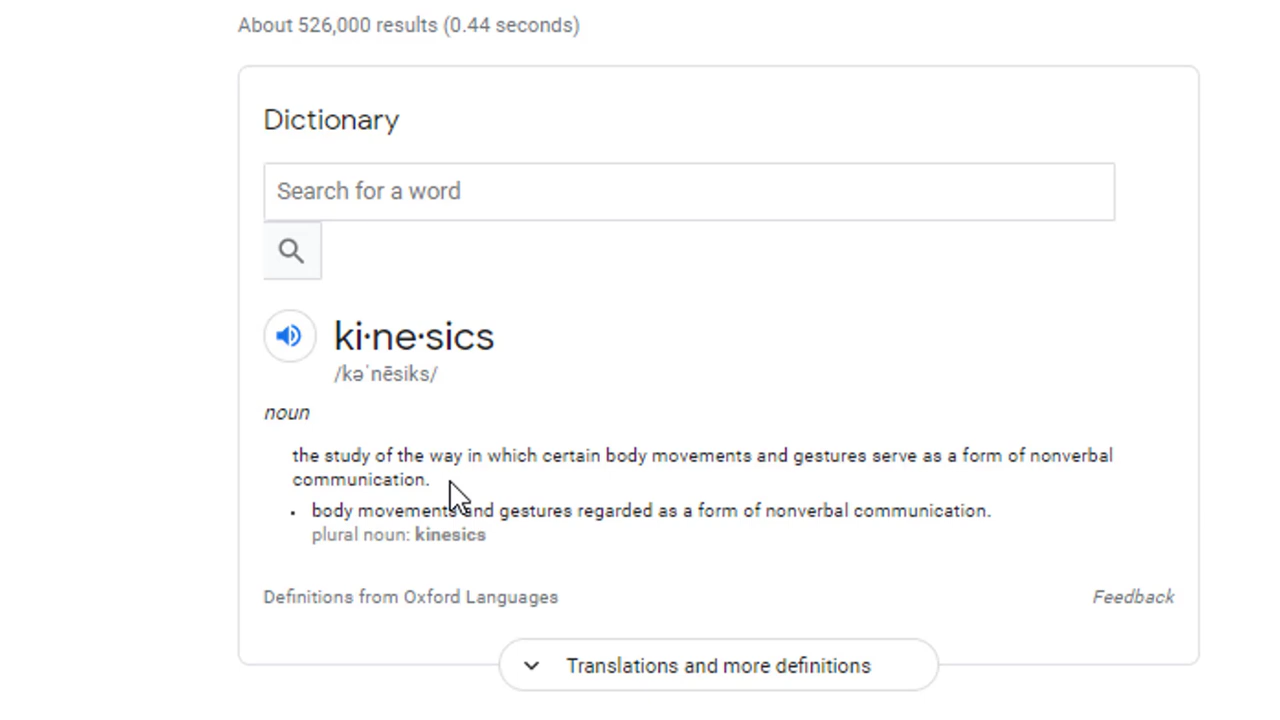 About 526,000 results (0.44 seconds)
Dictionary
Search for a word
ki·ne·sics
/kəˈnēsiks/
noun
the study of the way in which certain body movements and gestures serve as a form of nonverbal
communication.
• body movements and gestures regarded as a form of nonverbal communication.
plural noun: kinesics
Definitions from Oxford Languages Feedback
Translations and more definitions